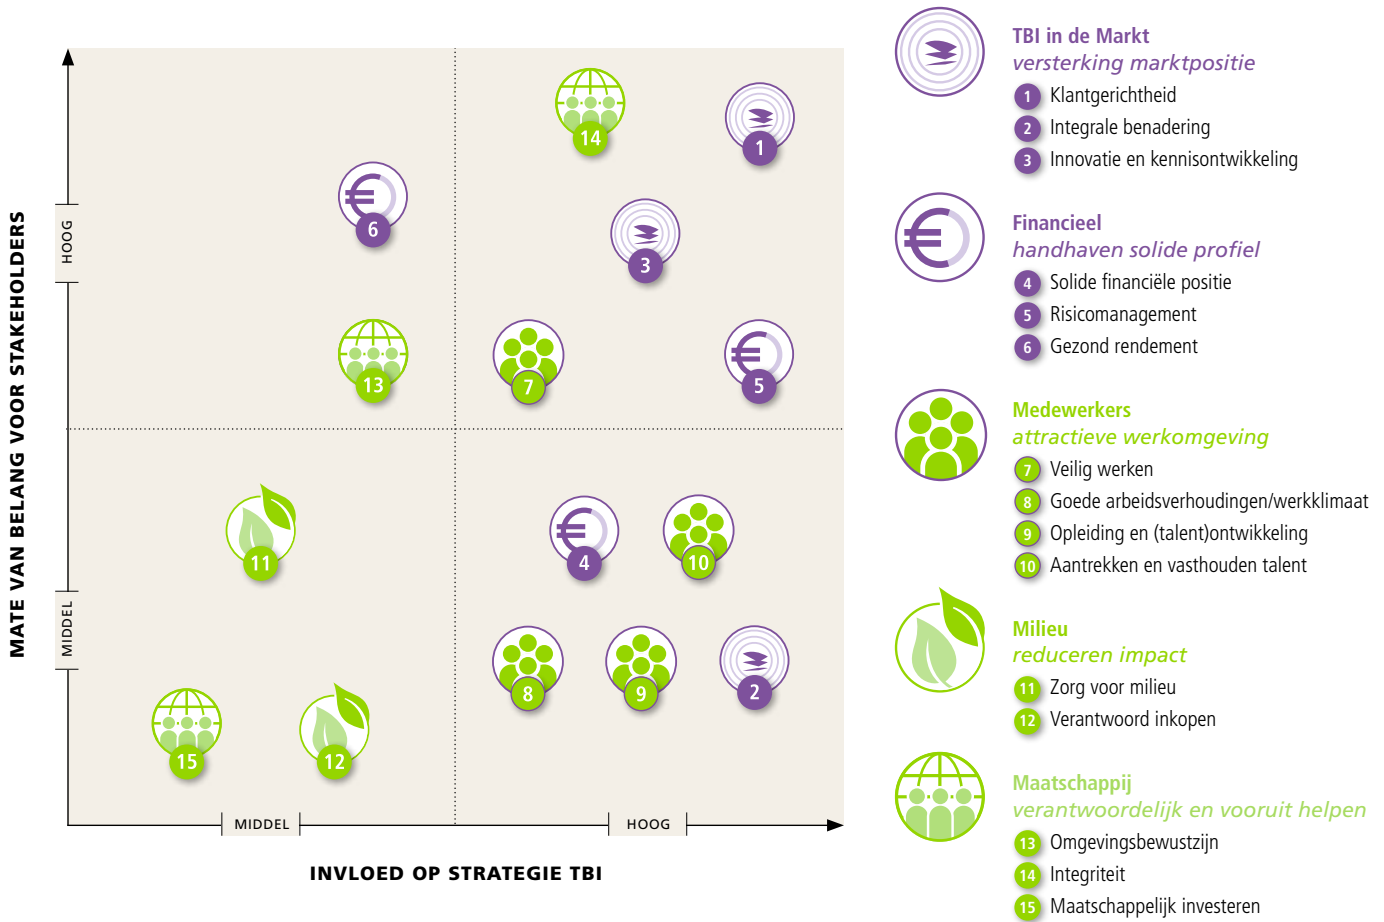 MATE VAN BELANG VOOR STAKEHOLDERS
HOOG
MIDDEL
14
1
6
3
13
7
5
11
4
10
8
9
2
15
12
MIDDEL
HOOG
INVLOED OP STRATEGIE TBI
TBI in de Markt
versterking marktpositie
1 Klantgerichtheid
2 Integrale benadering
3 Innovatie en kennisontwikkeling
Financieel
handhaven solide profiel
4 Solide financiële positie
5 Risicomanagement
6 Gezond rendement
Medewerkers
attractieve werkomgeving
7 Veilig werken
8 Goede arbeidsverhoudingen/werkklimaat
9 Opleiding en (talent)ontwikkeling
10 Aantrekken en vasthouden talent
Milieu
reduceren impact
11 Zorg voor milieu
12 Verantwoord inkopen
Maatschappij
verantwoordelijk en vooruit helpen
13 Omgevingsbewustzijn
14 Integriteit
15 Maatschappelijk investeren